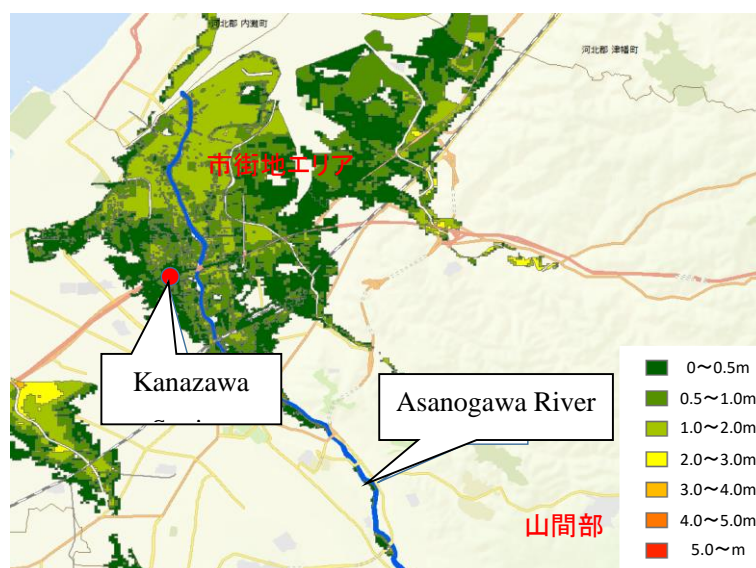 河北郡 内灘町
河北郡 津幡町
市街地エリア
Kanazawa
Asanogawa River
山間部
0～0.5m
0.5～1.0m
1.0～2.0m
2.0～3.0m
3.0～4.0m
4.0～5.0m
5.0～m